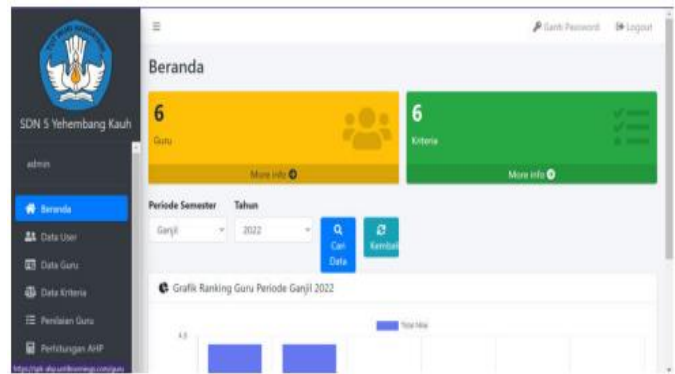 Ganti Password Logout
SDN 5 Yehembang Kauh
admin
Beranda
Data User
Data Guru
Data Kriteria
Penilaian Guru
Perhitungan AHP
Beranda
6
Guru
More info
6
Kriteria
More info
Periode Semester Tahun
Ganjil 2022
Cari Data
Kembali
Grafik Ranking Guru Periode Ganjil 2022
Total Nilai